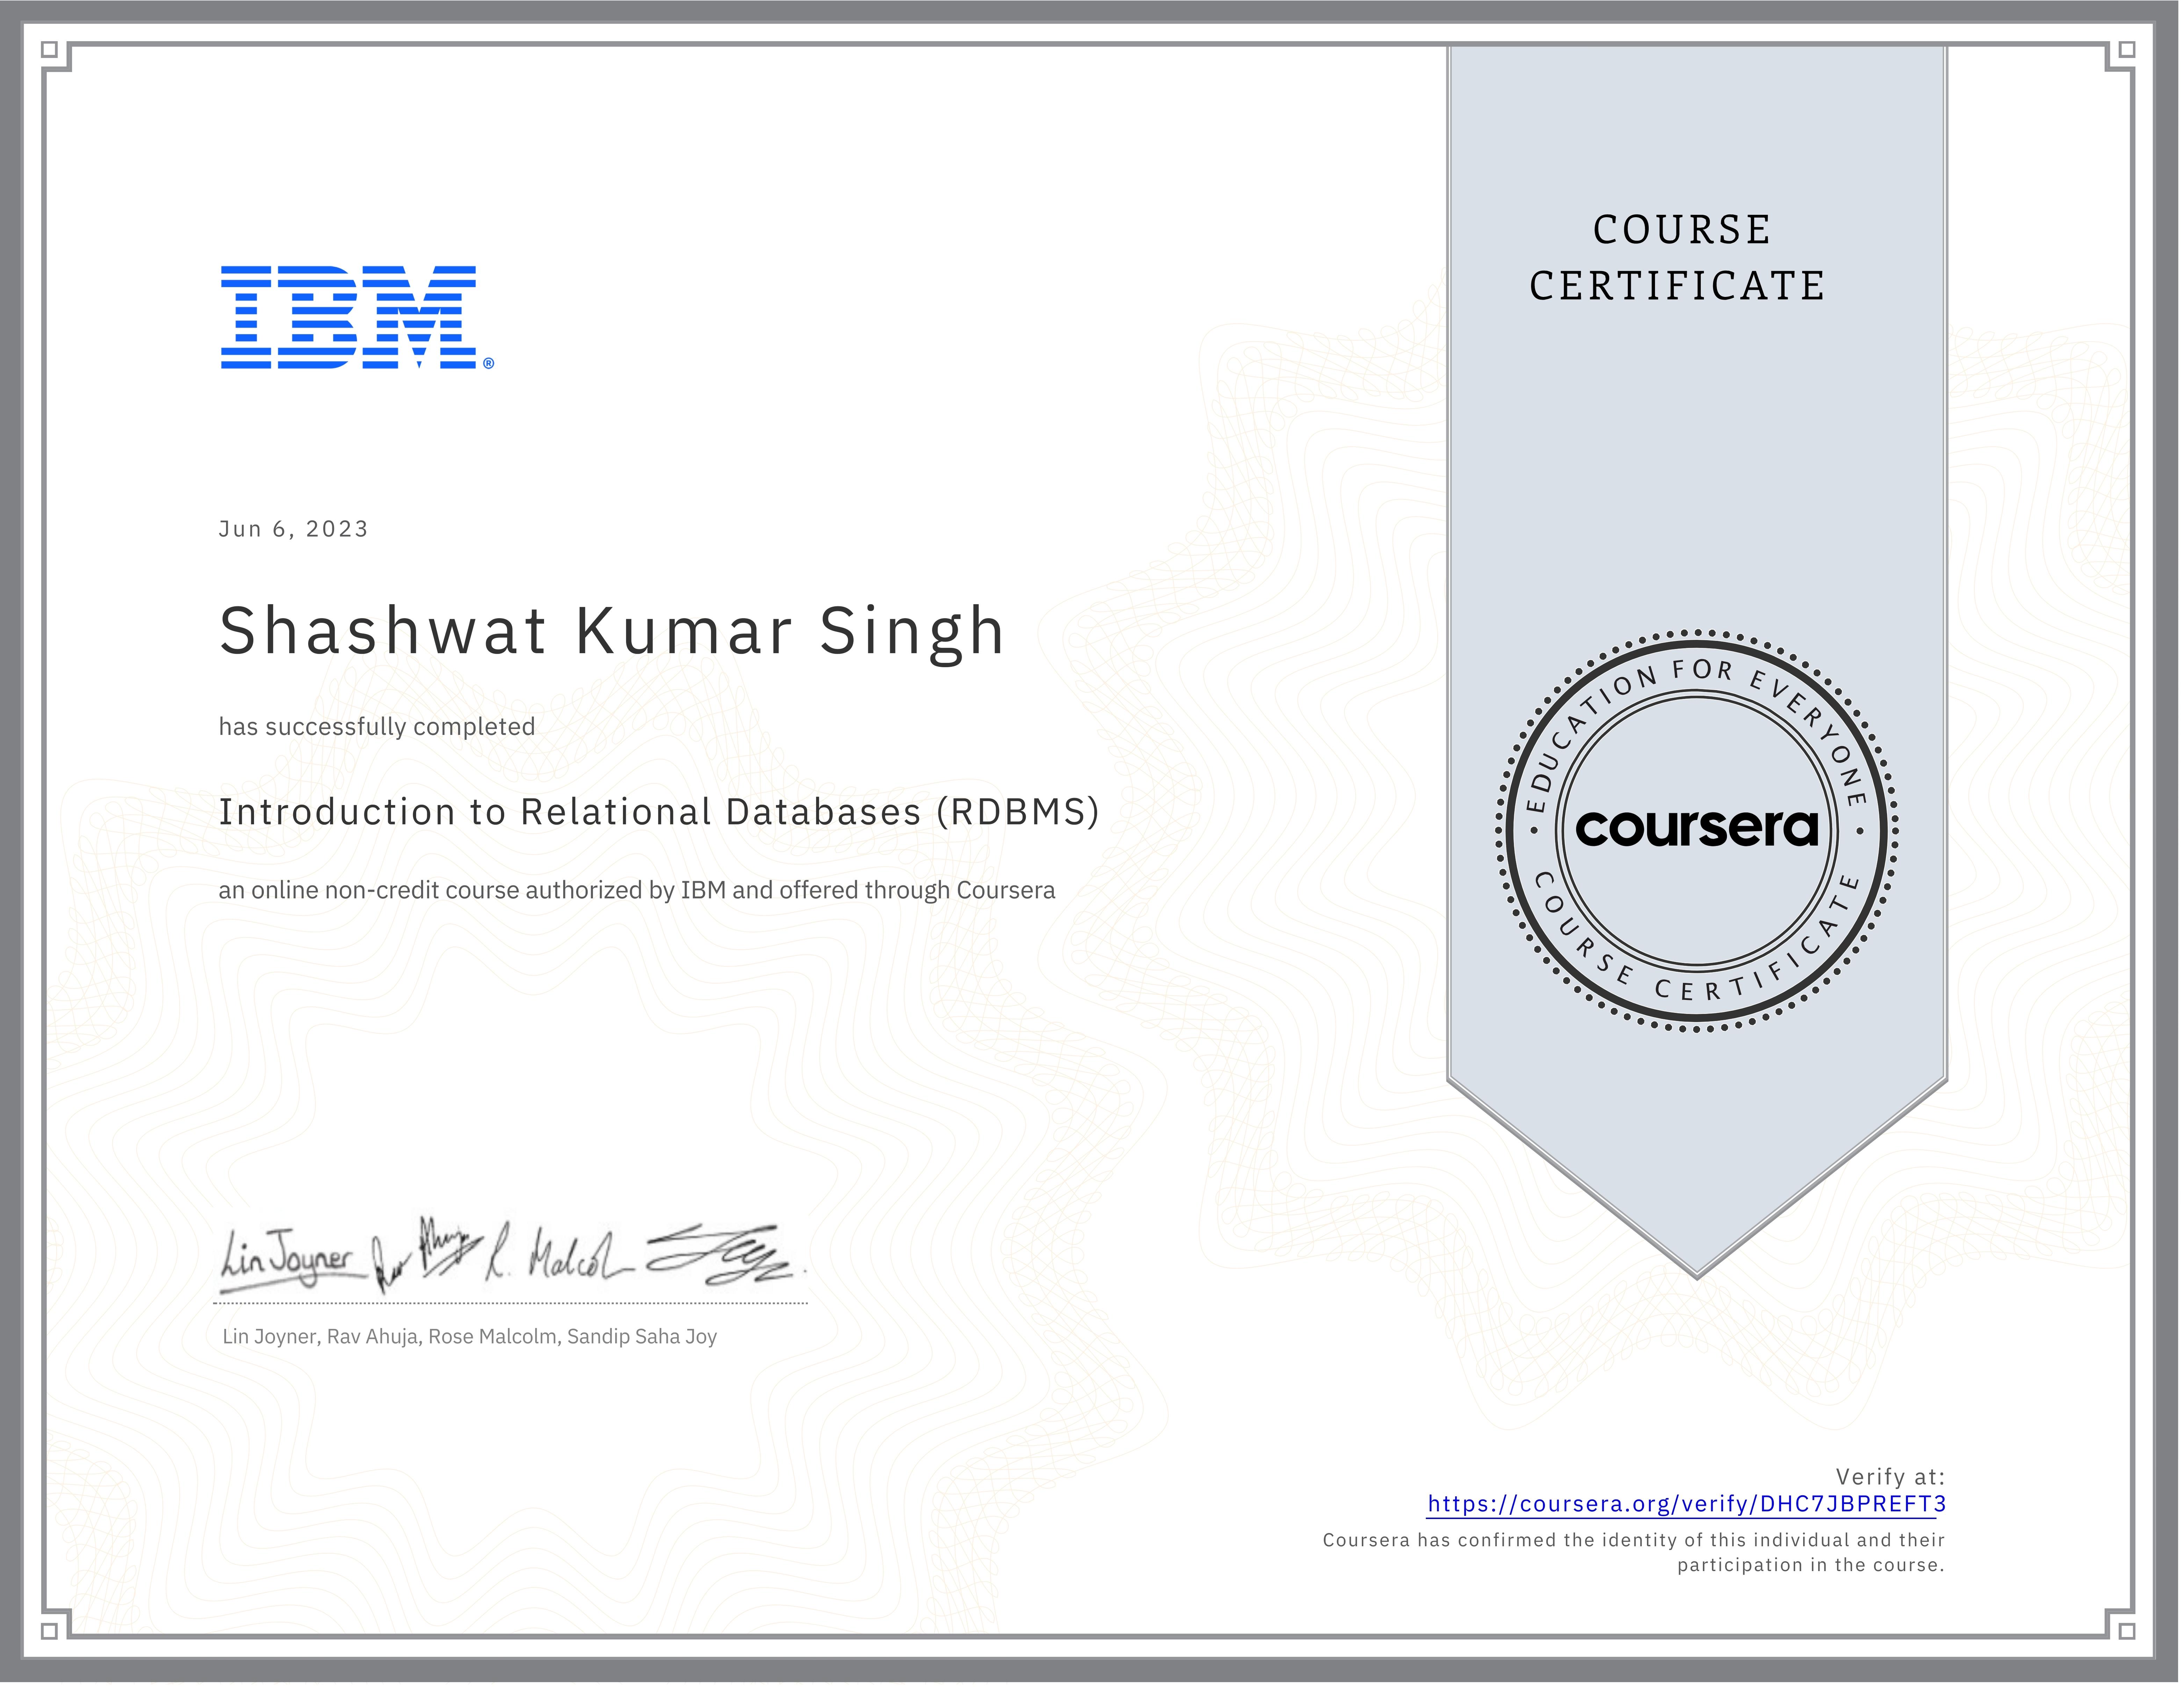 IBM®
COURSE
CERTIFICATE
Jun 6, 2023
Shashwat Kumar Singh
has successfully completed
Introduction to Relational Databases (RDBMS)
an online non-credit course authorized by IBM and offered through Coursera
EDUCATION FOR EVERYONE
coursera
COURSE CERTIFICATE
Lin Joyner R. Malcol
Lin Joyner, Rav Ahuja, Rose Malcolm, Sandip Saha Joy
Verify at:
https://coursera.org/verify/DHC7JBPREFT3
Coursera has confirmed the identity of this individual and their
participation in the course.